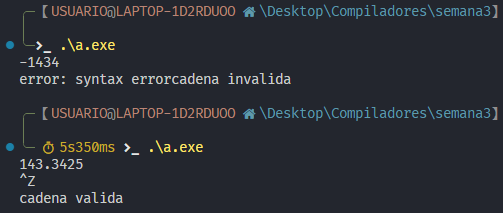 [USUARIO@LAPTOP-1D2RDUOO \Desktop\Compiladores\semana3]
>_ .\a.exe
-1434
error: syntax errorcadena invalida
[USUARIO@LAPTOP-1D2RDUOO \Desktop\Compiladores\semana3]
5s350ms >_ .\a.exe
143.3425
^Z
cadena valida